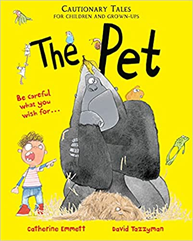 CAUTIONARY TALES
FOR CHILDREN AND GROWN-UPS
The Pet
Be careful
what you
wish for...
Catherine Emmett
David Tazzyman